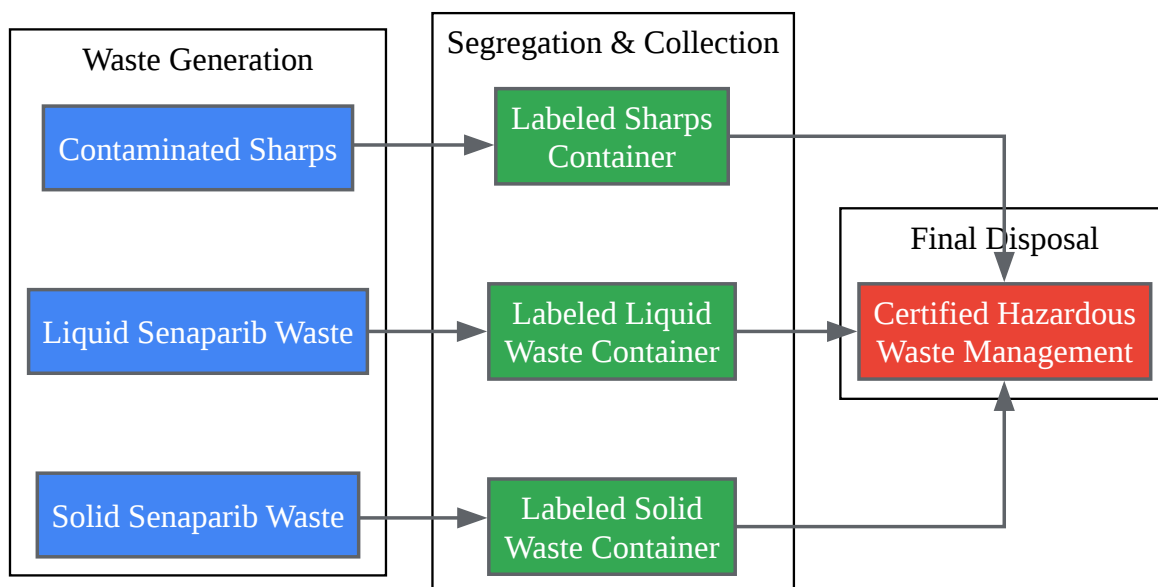 Waste Generation
Contaminated Sharps
Liquid Senaparib Waste
Solid Senaparib Waste
Segregation & Collection
Labeled Sharps
Container
Labeled Liquid
Waste Container
Labeled Solid
Waste Container
Final Disposal
Certified Hazardous
Waste Management